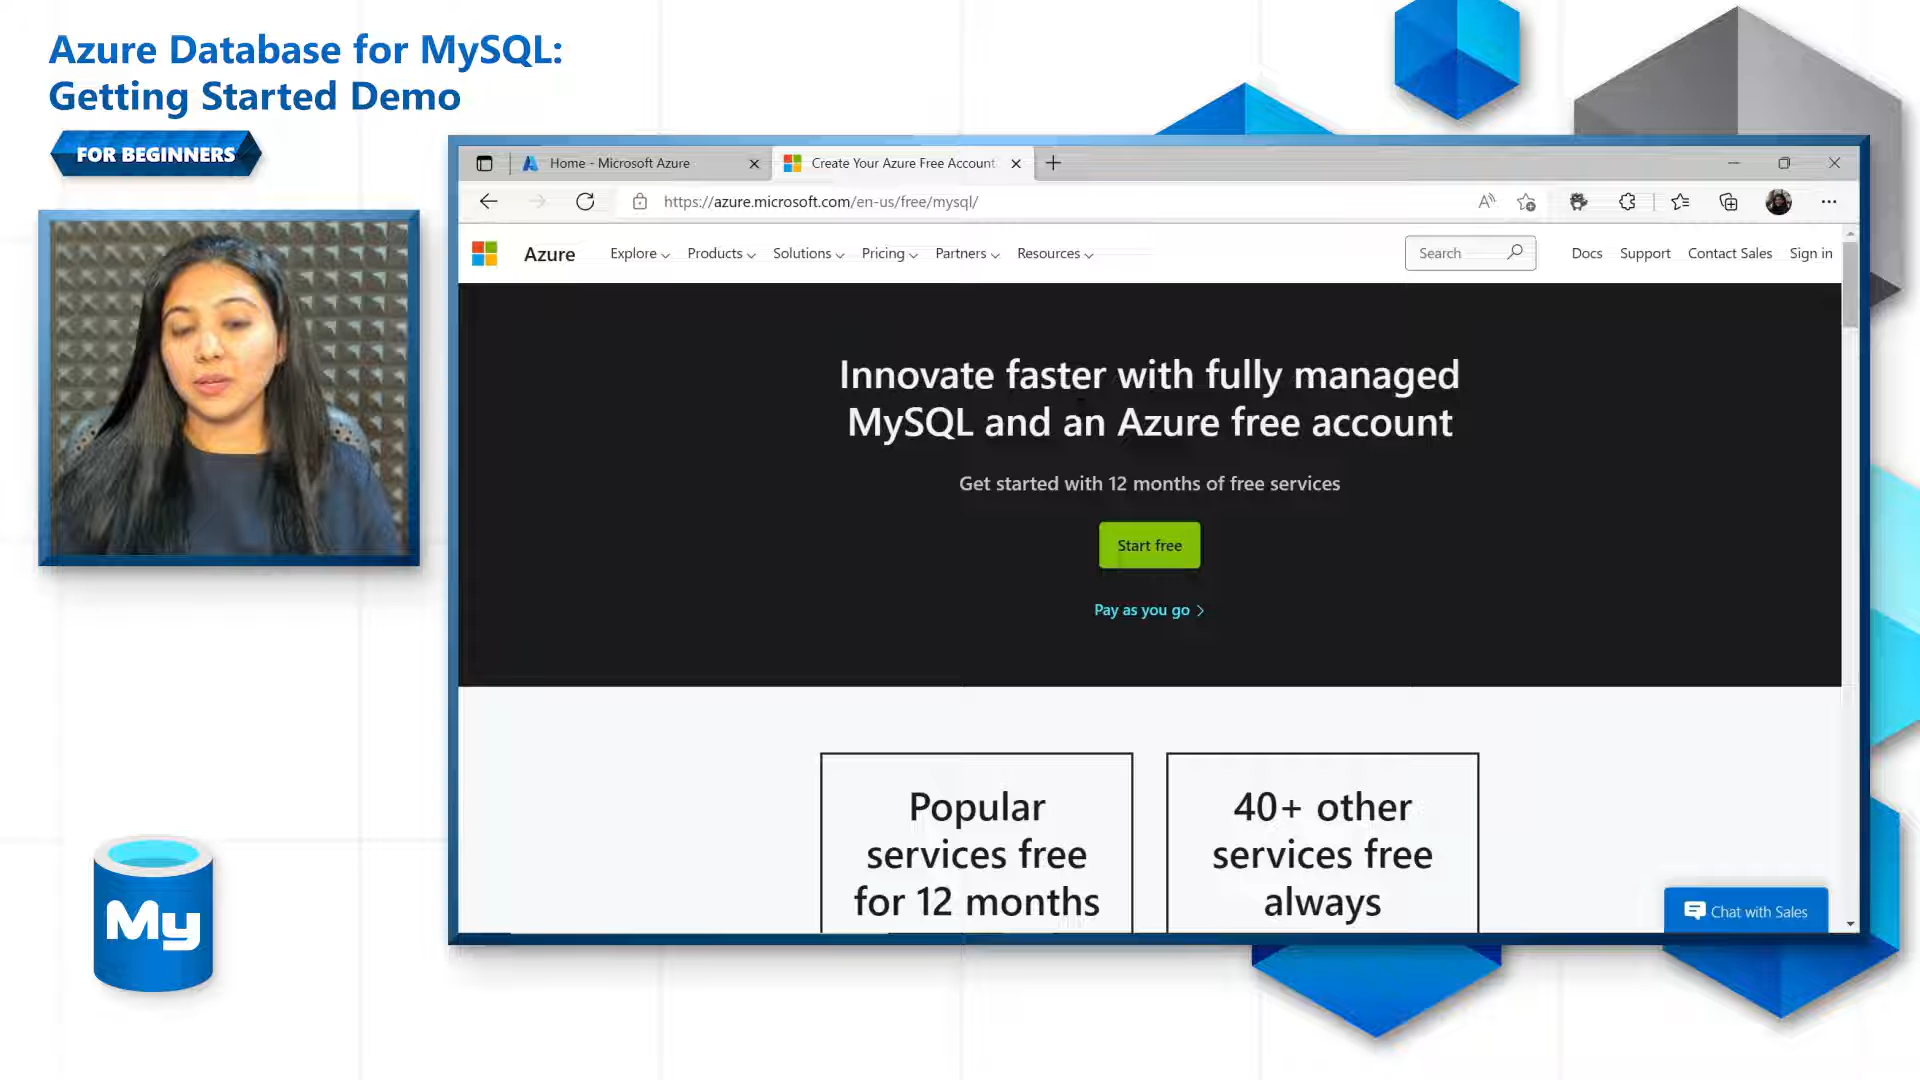 Azure Database for MySQL:
Getting Started Demo
FOR BEGINNERS
Home - Microsoft Azure
Create Your Azure Free Account
https://azure.microsoft.com/en-us/free/mysql/
Azure
Explore
Products
Solutions
Pricing
Partners
Resources
Search
Docs
Support
Contact Sales
Sign in
Innovate faster with fully managed
MySQL and an Azure free account
Get started with 12 months of free services
Start free
Pay as you go
Popular
services free
for 12 months
40+ other
services free
always
Chat with Sales
My